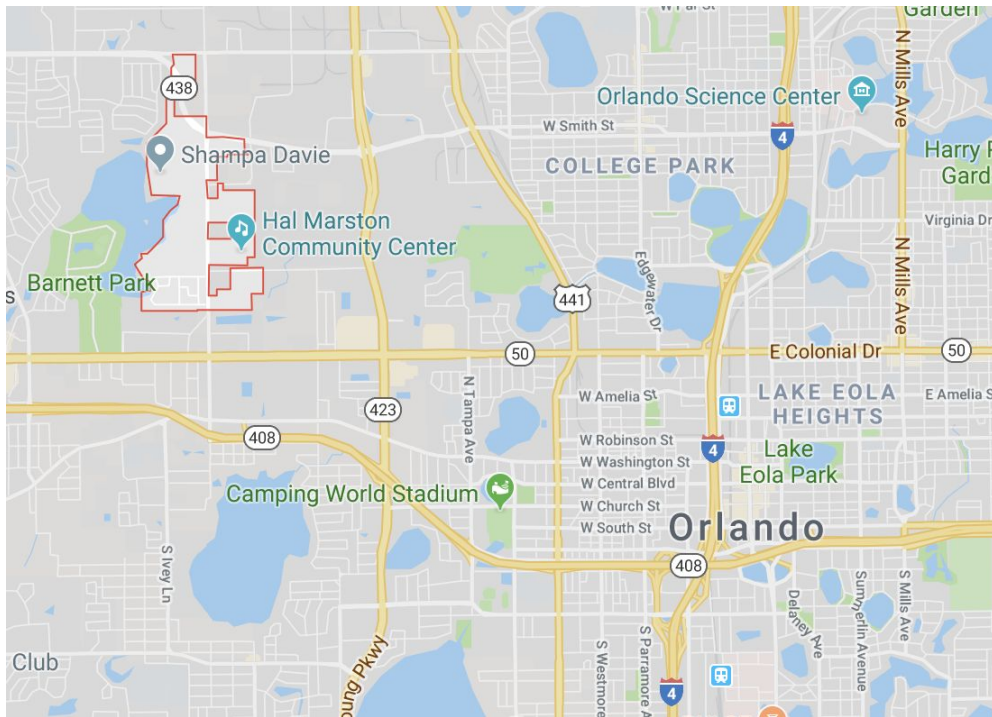 W Par St
Garden
N Mills Ave
438
Orlando Science Center
W Smith St
4
Shampa Davie
COLLEGE PARK
Harry P
Gard
Hal Marston
Community Center
Virginia Dr
Edgewater Dr
N Mills Ave
Barnett Park
s
441
50
E Colonial Dr
50
N Tampa Ave
W Amelia St
LAKE EOLA
HEIGHTS
E Amelia S
423
408
W Robinson St
4
Lake
Eola Park
W Washington St
Camping World Stadium
W Central Blvd
W Church St
W South St
Orlando
S Ivey Ln
408
Delaney Ave
Summerlin Avenue
S Mills Ave
Club
oung Pkwy
S Westmore
S Parramore A
4